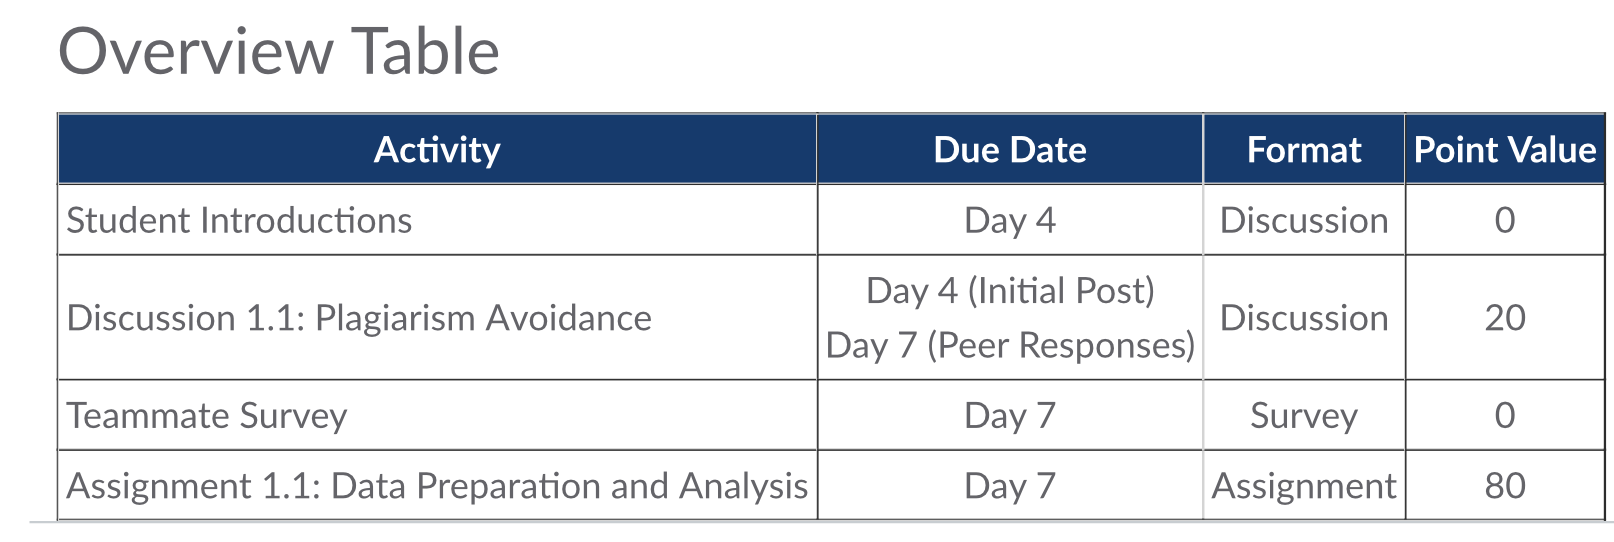 Overview Table
Activity Due Date Format Point Value
Student Introductions Day 4 Discussion 0
Discussion 1.1: Plagiarism Avoidance Day 4 (Initial Post) Discussion 20
Day 7 (Peer Responses)
Teammate Survey Day 7 Survey 0
Assignment 1.1: Data Preparation and Analysis Day 7 Assignment 80